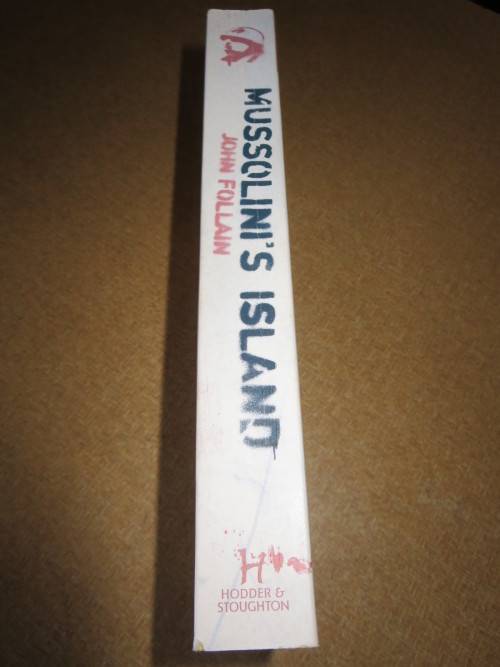 MUSSOLINI'S ISLAND
JOHN FOLLAIN
H
HODDER &
STOUGHTON